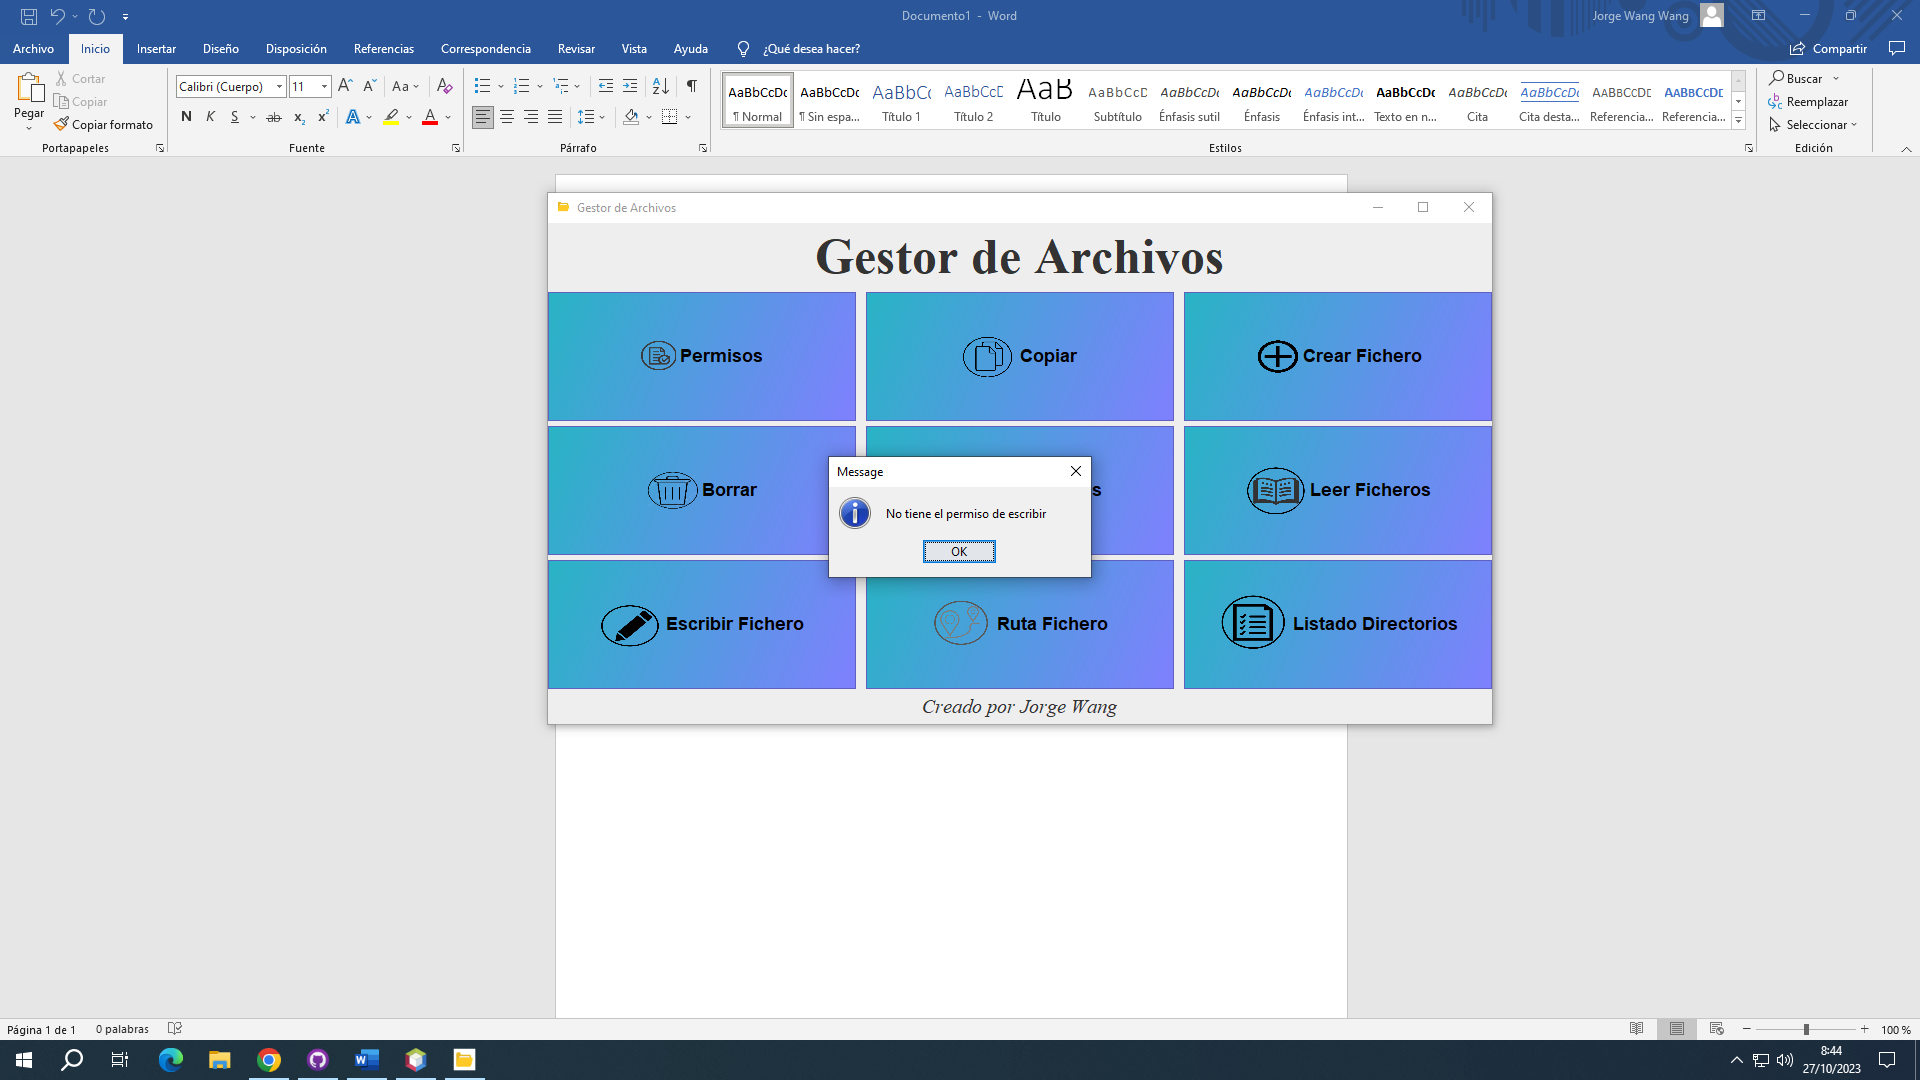 Documento1 - Word
Jorge Wang Wang
Archivo Inicio Insertar Diseño Disposición Referencias Correspondencia Revisar Vista Ayuda ¿Qué desea hacer? Compartir
Pegar
Cortar
Copiar
Copiar formato
Portapapeles
Calibri (Cuerpo) 11
N K S
Fuente
Párrafo
AaBbCcDc AaBbCcDc AaBbCc AaBbCcD AaB AaBbCcD AaBbCcDc AaBbCcDc AaBbCcDc AaBbCcDc AaBbCcDc AaBbCcDc AABBCCDE AABBCCDE
¶ Normal ¶ Sin espa... Título 1 Título 2 Título Subtítulo Énfasis sutil Énfasis Énfasis int... Texto en n... Cita Cita desta... Referencia... Referencia...
Estilos
Buscar
Reemplazar
Seleccionar
Edición
Gestor de Archivos
Gestor de Archivos
Permisos Copiar Crear Fichero
Borrar s Leer Ficheros
Escribir Fichero Ruta Fichero Listado Directorios
Creado por Jorge Wang
Message
No tiene el permiso de escribir
OK
Página 1 de 1 0 palabras 100 %
8:44
27/10/2023